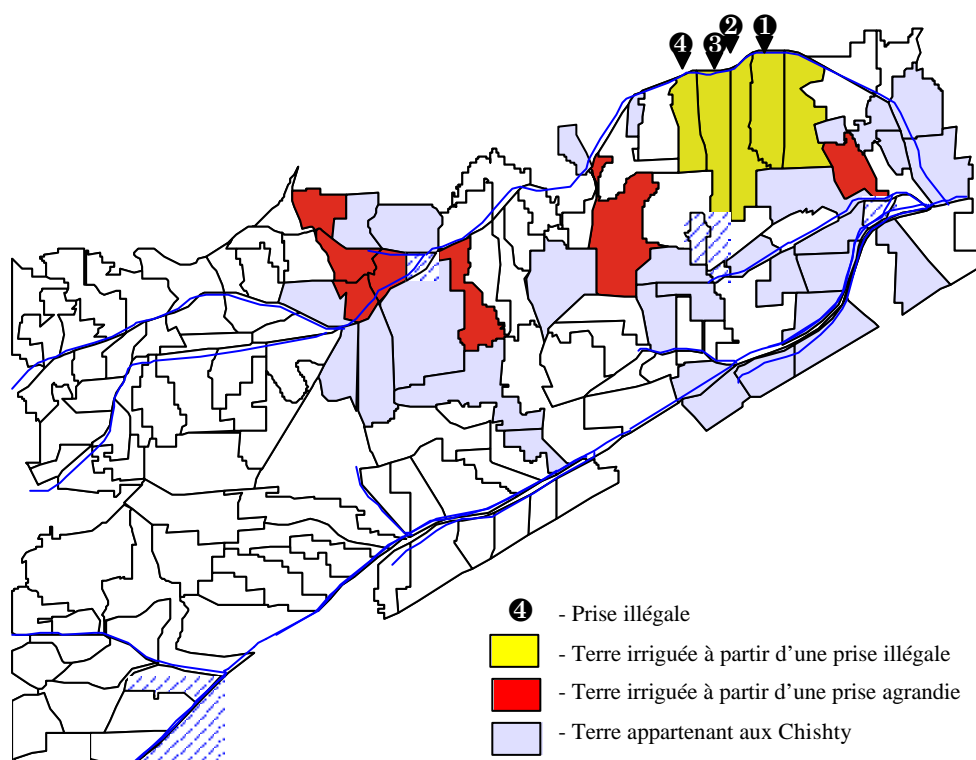 2 1
4 3
4 - Prise illégale
- Terre irriguée à partir d'une prise illégale
- Terre irriguée à partir d'une prise agrandie
- Terre appartenant aux Chishty